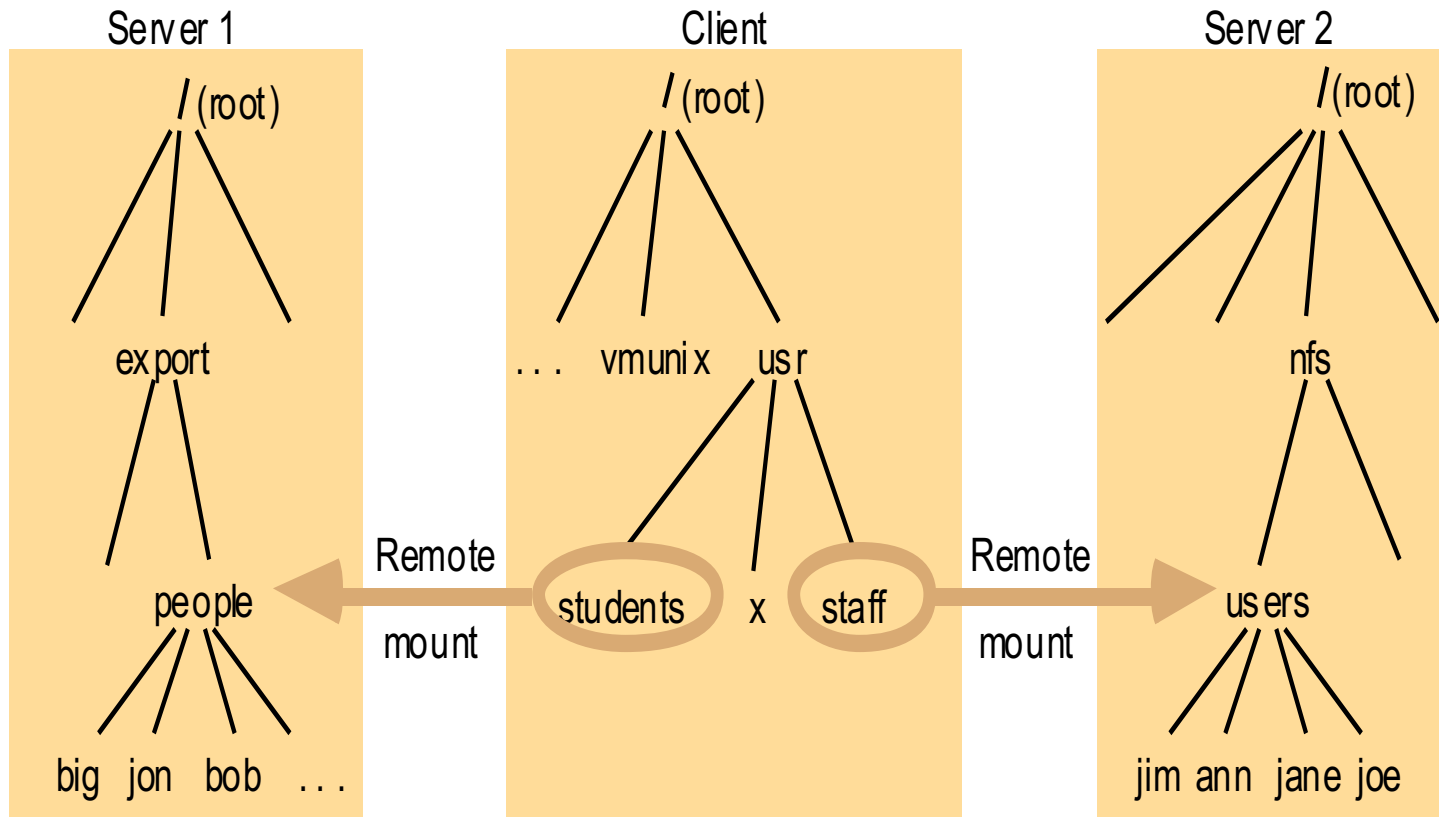 Server 1
Client
Server 2
/ (root)
/ (root)
/ (root)
export
. . . vmunix usr
nfs
Remote
mount
Remote
mount
people
students x staff
users
big jon bob . . .
jim ann jane joe